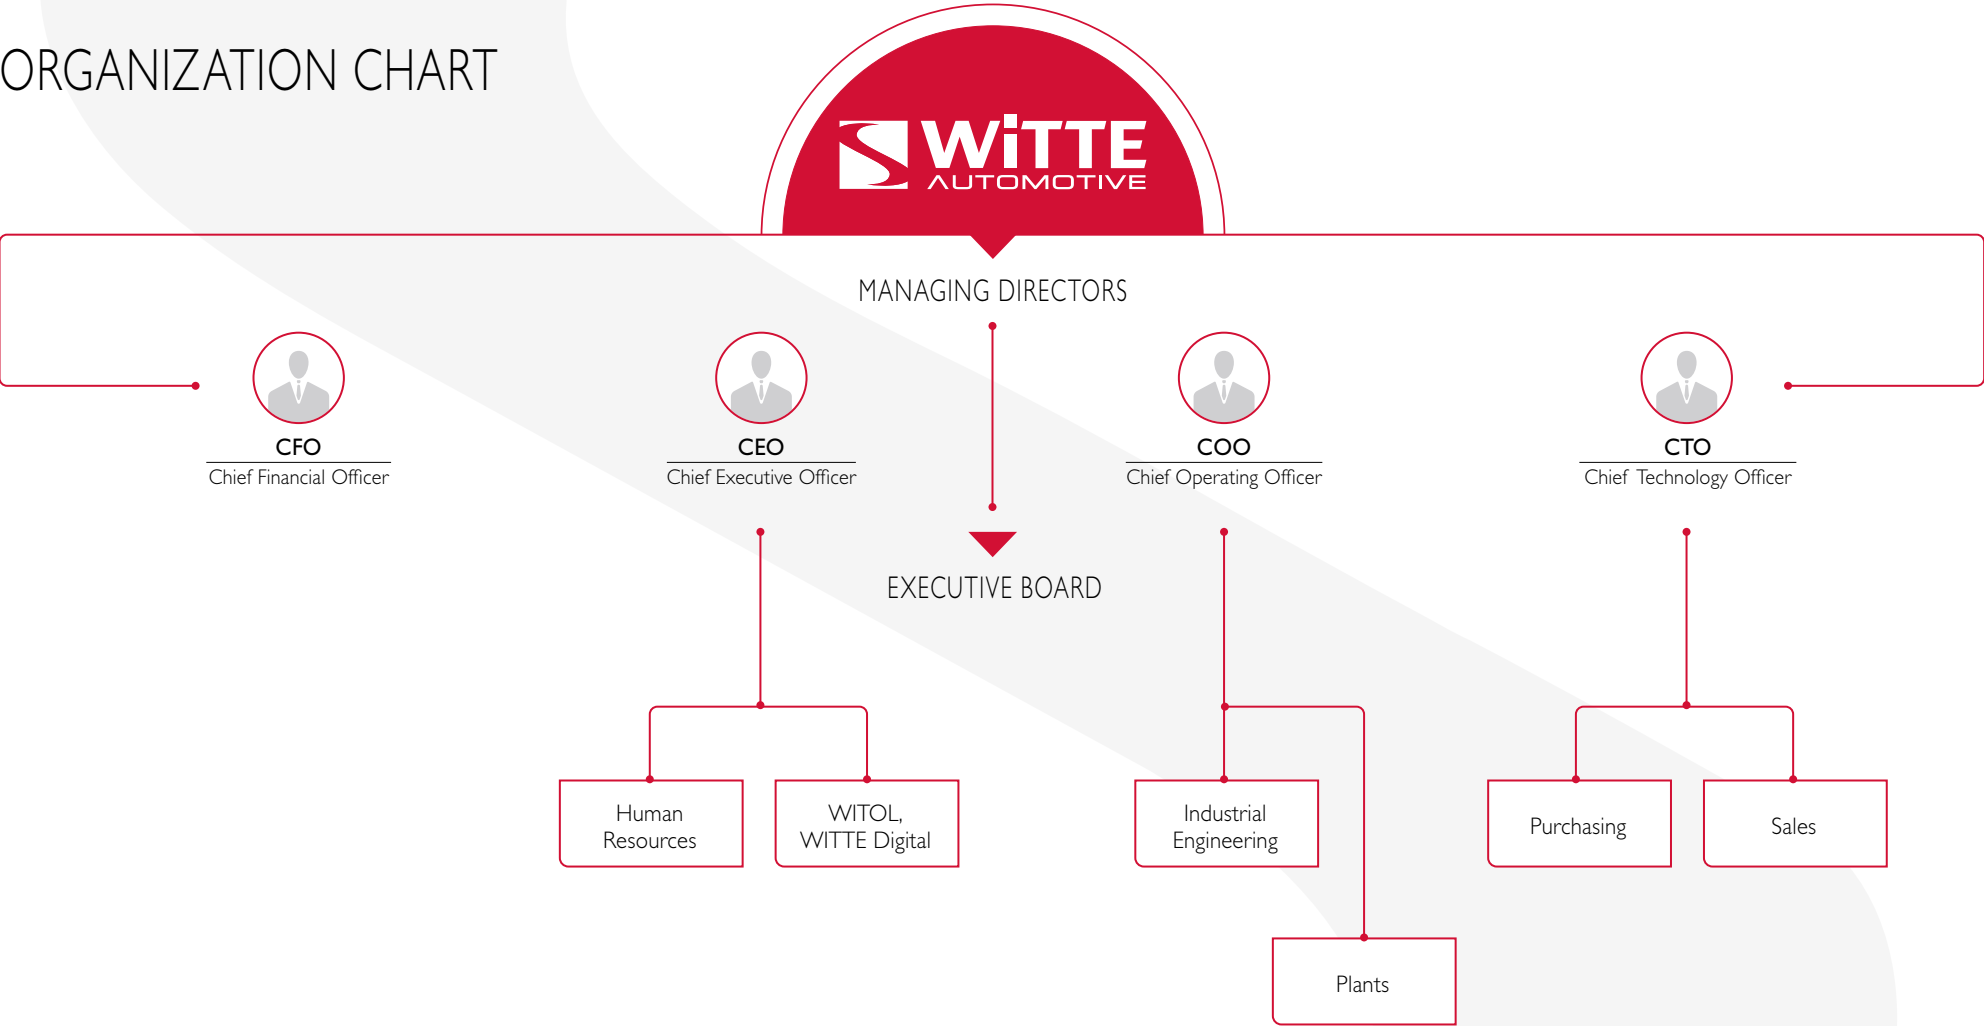 ORGANIZATION CHART
WiTTE
AUTOMOTIVE
MANAGING DIRECTORS
CFO
Chief Financial Officer
CEO
Chief Executive Officer
COO
Chief Operating Officer
CTO
Chief Technology Officer
EXECUTIVE BOARD
Human
Resources
WITOL,
WITTE Digital
Industrial
Engineering
Purchasing
Sales
Plants